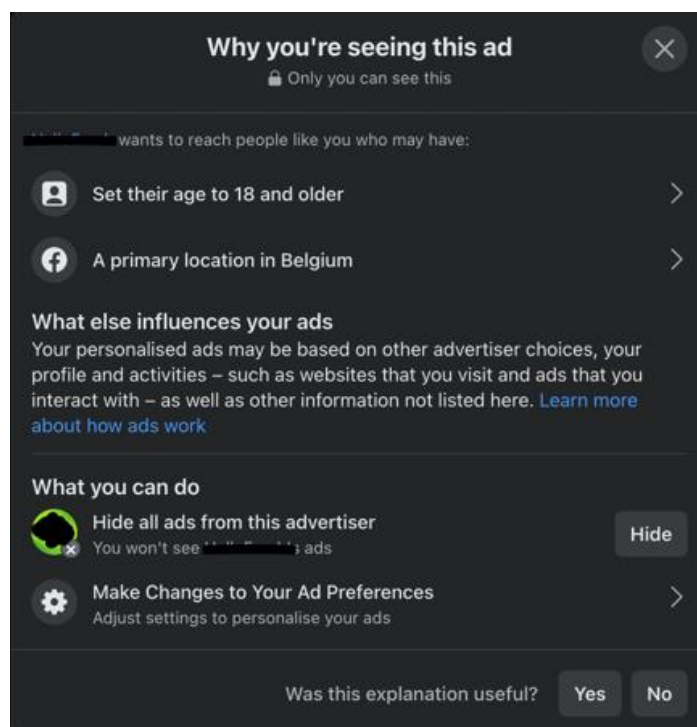 Why you're seeing this ad
Only you can see this
wants to reach people like you who may have:
Set their age to 18 and older
A primary location in Belgium
What else influences your ads
Your personalised ads may be based on other advertiser choices, your
profile and activities – such as websites that you visit and ads that you
interact with – as well as other information not listed here. Learn more
about how ads work
What you can do
Hide all ads from this advertiser
Hide
You won't see ads
Make Changes to Your Ad Preferences
Adjust settings to personalise your ads
Was this explanation useful? Yes No